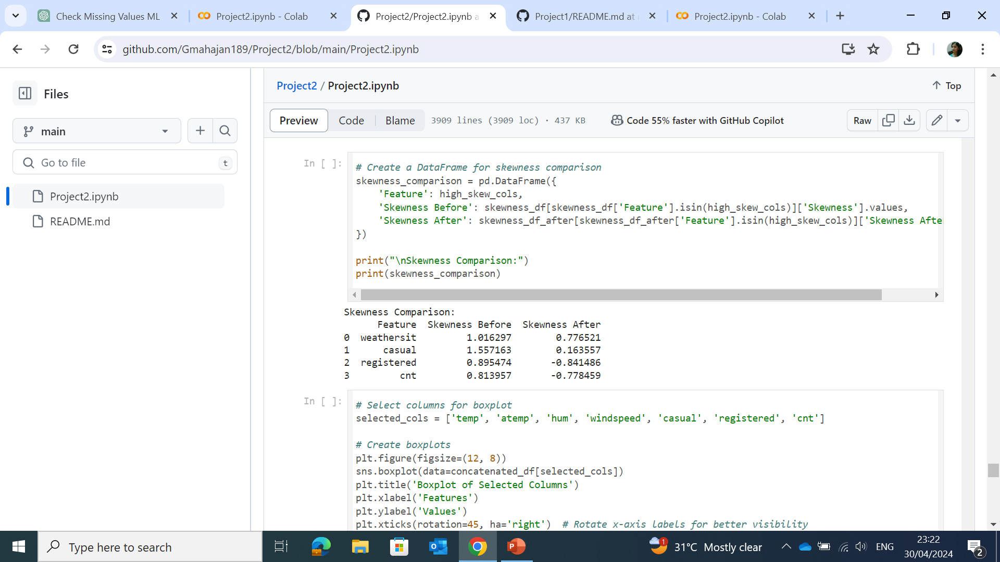 Check Missing Values ML
Project2.ipynb - Colab
Project2/Project2.ipynb a
Project1/README.md at
Project2.ipynb - Colab
github.com/Gmahajan189/Project2/blob/main/Project2.ipynb
Files
main
Go to file
t
Project2.ipynb
README.md
Project2 / Project2.ipynb
Top
Preview
Code
Blame
3909 lines (3909 loc) · 437 KB
Code 55% faster with GitHub Copilot
Raw
In [ ]:
# Create a DataFrame for skewness comparison
skewness_comparison = pd.DataFrame({
    'Feature': high_skew_cols,
    'Skewness Before': skewness_df[skewness_df['Feature'].isin(high_skew_cols)]['Skewness'].values,
    'Skewness After': skewness_df_after[skewness_df_after['Feature'].isin(high_skew_cols)]['Skewness Afte
})
print("\nSkewness Comparison:")
print(skewness_comparison)
Skewness Comparison:
Feature  Skewness Before  Skewness After
0 weathersit 1.016297 0.776521
1 casual 1.557163 0.163557
2 registered 0.895474 -0.841486
3 cnt 0.813957 -0.778459
In [ ]:
# Select columns for boxplot
selected_cols = ['temp', 'atemp', 'hum', 'windspeed', 'casual', 'registered', 'cnt']
# Create boxplots
plt.figure(figsize=(12, 8))
sns.boxplot(data=concatenated_df[selected_cols])
plt.title('Boxplot of Selected Columns')
plt.xlabel('Features')
plt.ylabel('Values')
plt.xticks(rotation=45, ha='right')  # Rotate x-axis labels for better visibility
Type here to search
1
31°C Mostly clear
ENG
23:22
30/04/2024
2